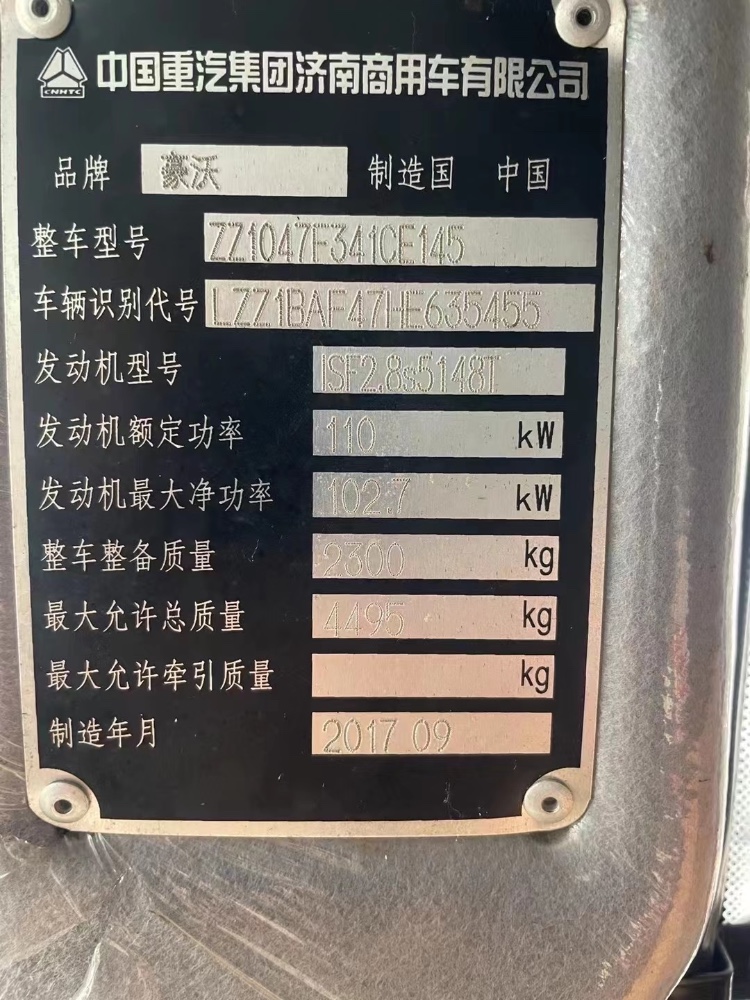 CNHTC 中国重汽集团济南商用车有限公司
品牌 豪沃 制造国 中国
整车型号 ZZ1047F341CE145
车辆识别代号 LZZ1BAF47HE635455
发动机型号 ISF2.8s5148T
发动机额定功率 110 kW
发动机最大净功率 102.7 kW
整车整备质量 2300 kg
最大允许总质量 4495 kg
最大允许牵引质量 kg
制造年月 2017 09